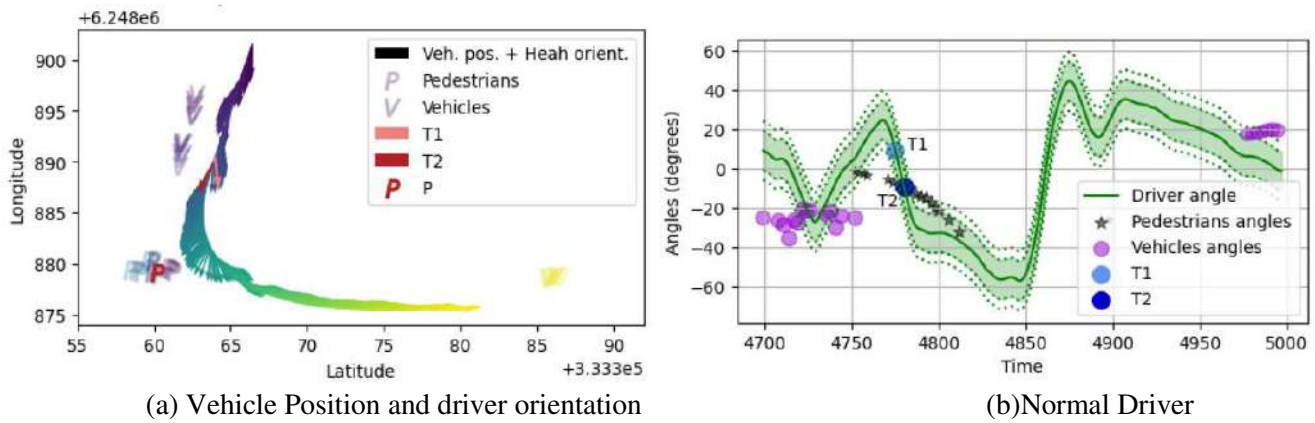 +6.248e6
Longitude
900
895
890
885
880
875
55 60 65 70 75 80 85 90
Latitude
+3.333e5
Veh. pos. + Heah orient.
P Pedestrians
V Vehicles
T1
T2
P P
V
V
P
P
(a) Vehicle Position and driver orientation
Angles (degrees)
60
40
20
0
−20
−40
−60
4700 4750 4800 4850 4900 4950 5000
Time
T1
T2
Driver angle
Pedestrians angles
Vehicles angles
T1
T2
(b)Normal Driver